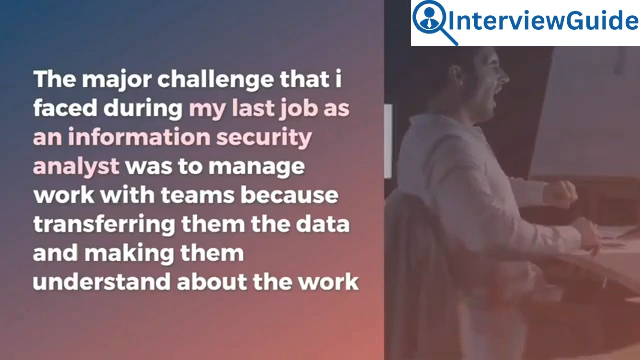 InterviewGuide
The major challenge that i
faced during my last job as
an information security
analyst was to manage
work with teams because
transferring them the data
and making them
understand about the work